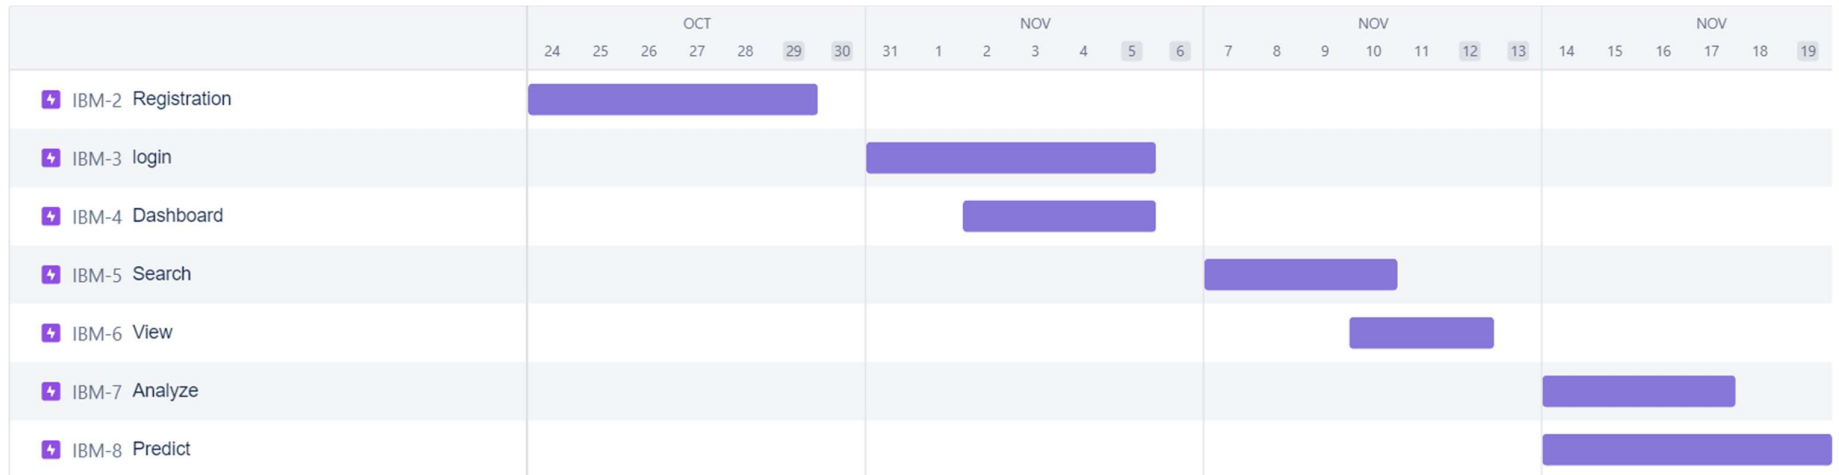 OCT NOV NOV NOV
24 25 26 27 28 29 30 31 1 2 3 4 5 6 7 8 9 10 11 12 13 14 15 16 17 18 19
IBM-2 Registration
IBM-3 login
IBM-4 Dashboard
IBM-5 Search
IBM-6 View
IBM-7 Analyze
IBM-8 Predict